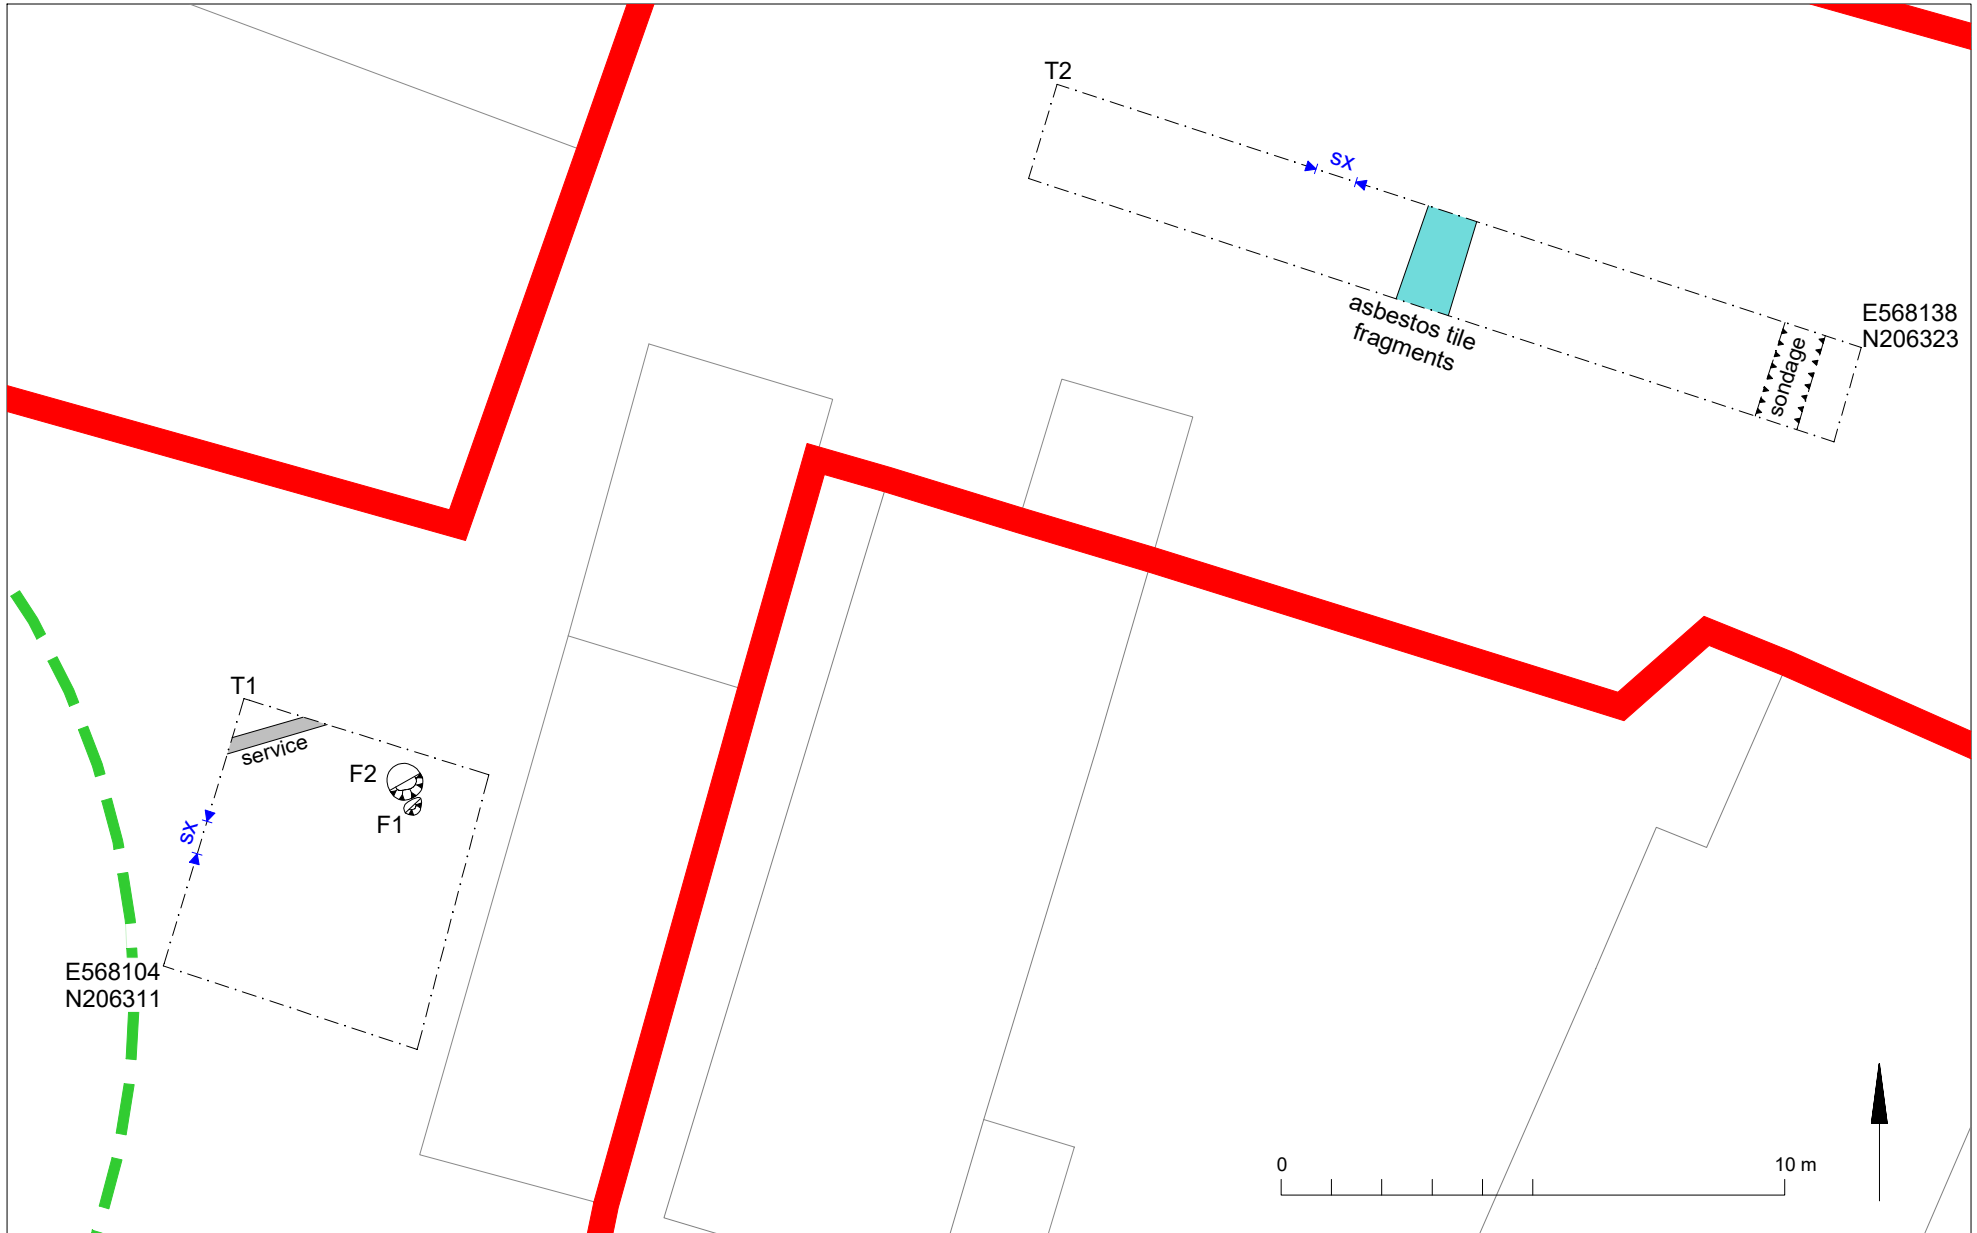 T2
sx
asbestos tile
fragments
E568138
N206323
sondage
T1
service
F2
F1
sx
E568104
N206311
0
10 m